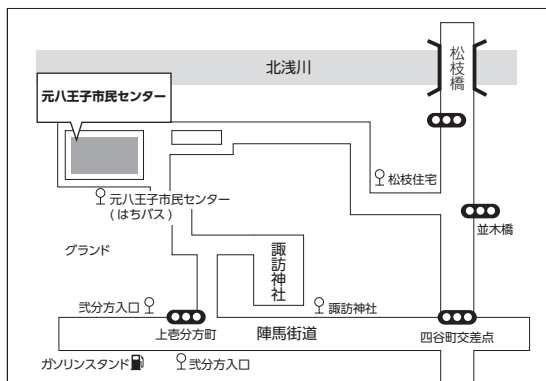 北浅川
松枝橋
元八王子市民センター
松枝住宅
元八王子市民センター
(はちバス)
並木橋
グランド
諏訪神社
弐分方入口
諏訪神社
上壱分方町
陣馬街道
四谷町交差点
ガソリンスタンド
弐分方入口